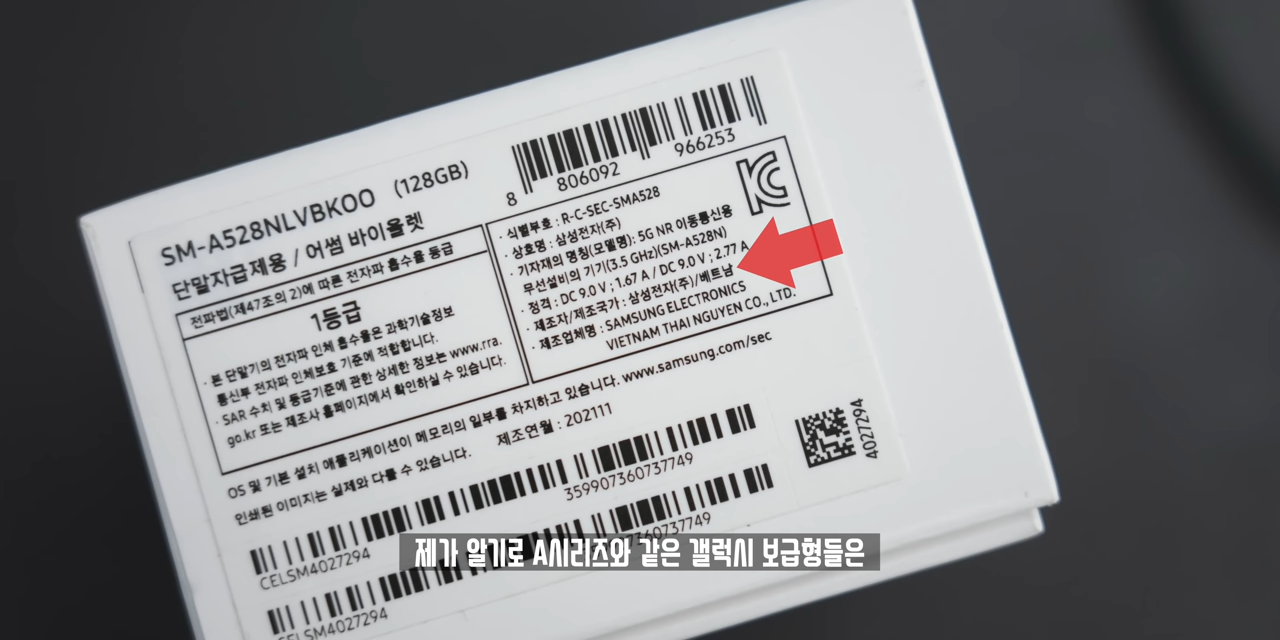 SM-A528NLVBKOO (128GB)
단말자급제용 / 어썸 바이올렛
8 806092 966253
전파법(제47조의 2)에 따른 전자파 흡수율 등급
1등급
· 본 단말기의 전자파 인체 흡수율은 과학기술정보
통신부 전자파 인체보호 기준에 적합합니다.
· SAR 수치 및 등급기준에 관한 상세한 정보는 www.rra.
go.kr 또는 제조사 홈페이지에서 확인하실 수 있습니다.
· 식별부호 : R-C-SEC-SMA528
· 상호명 : 삼성전자(주)
· 기자재의 명칭(모델명): 5G NR 이동통신용
무선설비의 기기(3.5 GHz)(SM-A528N)
· 정격 : DC 9.0 V ; 1.67 A / DC 9.0 V ; 2.77 A
· 제조자/제조국가 : 삼성전자(주)/베트남
· 제조업체명 : SAMSUNG ELECTRONICS
VIETNAM THAI NGUYEN CO., LTD.
OS 및 기본 설치 애플리케이션이 메모리의 일부를 차지하고 있습니다. www.samsung.com/sec
인쇄된 이미지는 실제와 다를 수 있습니다. 제조연월 : 202111
40272794
359907360737749
CELSM4027294
CELSM4027294
제가 알기로 A시리즈와 같은 갤럭시 보급형들은